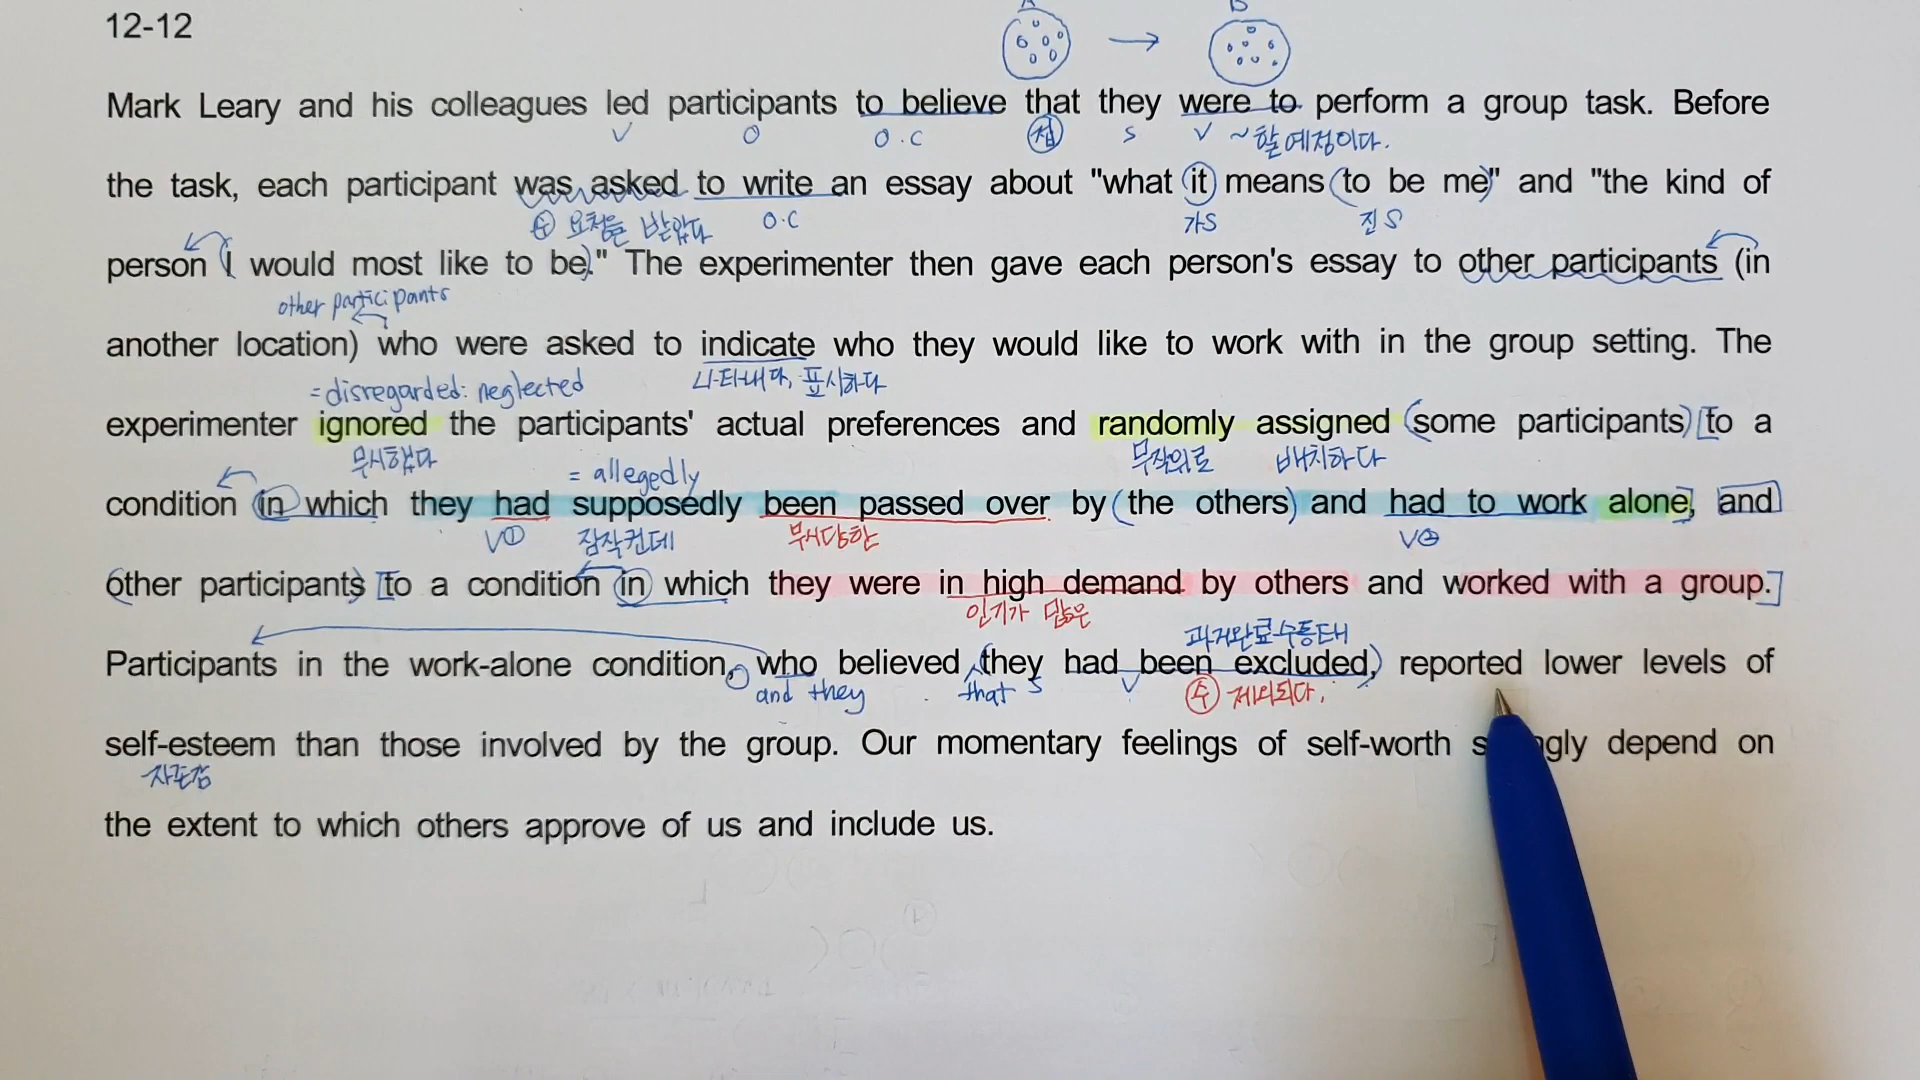 12-12
A B
Mark Leary and his colleagues led participants to believe that they were to perform a group task. Before
V O O.C 접 S V ~할 예정이다.
the task, each participant was asked to write an essay about "what it means to be me" and "the kind of
수 요청을 받았다 O.C 가S 진S
person I would most like to be)." The experimenter then gave each person's essay to other participants (in
other participants
another location) who were asked to indicate who they would like to work with in the group setting. The
= disregarded: neglected 나타내다, 표시하다
experimenter ignored the participants' actual preferences and randomly assigned (some participants) [to a
무시했다 = allegedly 무작위로 배치하다
condition in which they had supposedly been passed over by (the others) and had to work alone], and
V① 짐작컨데 무시당한 V②
(other participants) [to a condition in which they were in high demand by others and worked with a group.]
인기가 많은 과거완료수동태
Participants in the work-alone condition, who believed they had been excluded,) reported lower levels of
and they that S V 수 제외되다.
self-esteem than those involved by the group. Our momentary feelings of self-worth depend on
자존감
the extent to which others approve of us and include us.